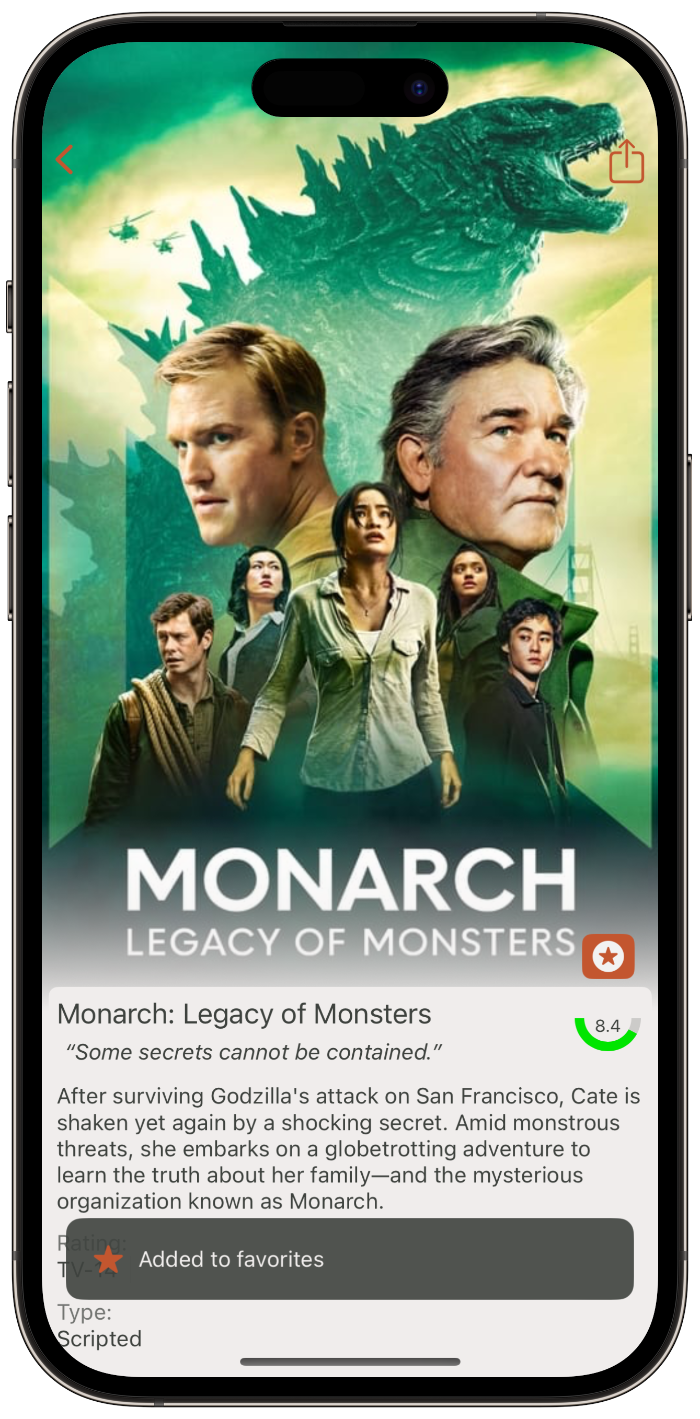 MONARCH
LEGACY OF MONSTERS
Monarch: Legacy of Monsters
8.4
“Some secrets cannot be contained.”
After surviving Godzilla's attack on San Francisco, Cate is
shaken yet again by a shocking secret. Amid monstrous
threats, she embarks on a globetrotting adventure to
learn the truth about her family—and the mysterious
organization known as Monarch.
Rating:
TV-14
Added to favorites
Type:
Scripted